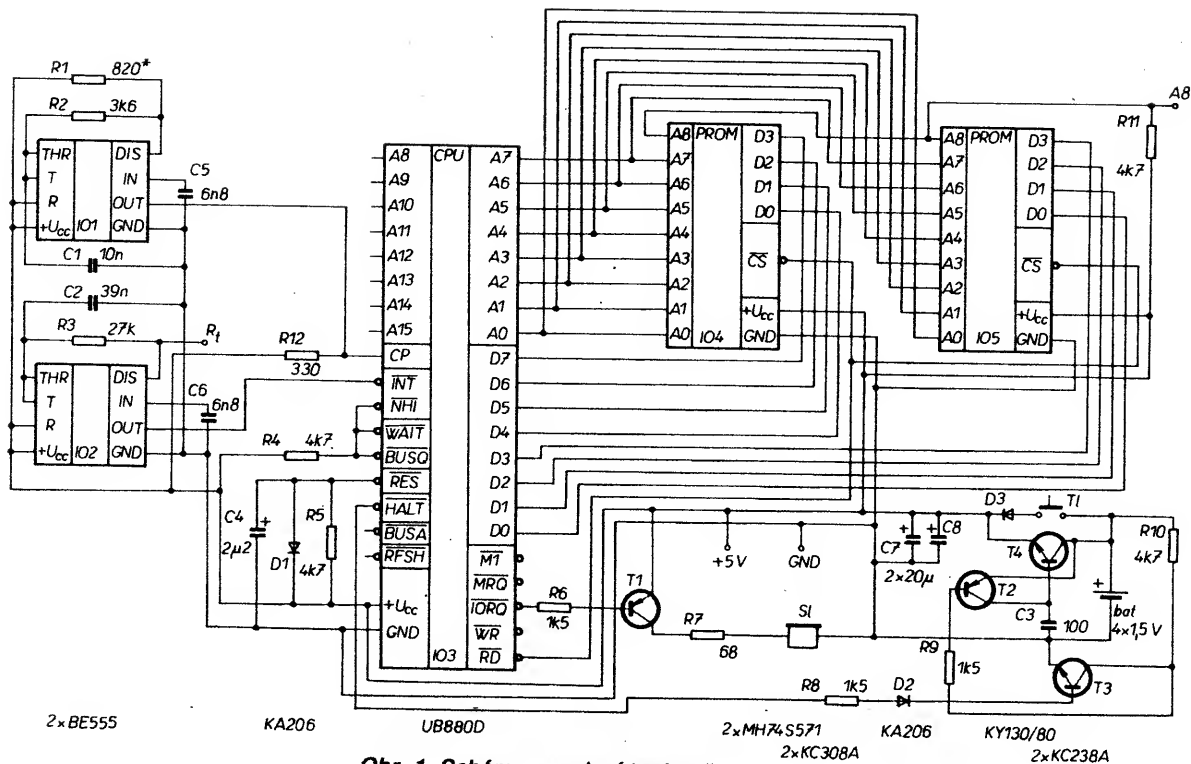 R1 820*
R2 3k6
THR DIS
T IN
R OUT
+Ucc IO1 GND
C5
6n8
C1 10n
C2 39n
R3 27k
Rt
THR DIS
T IN
R OUT
+Ucc IO2 GND
C6
6n8
R12
330
R4 4k7
C4
+
2μ2
D1
R5
4k7
A8 CPU A7
A9 A6
A10 A5
A11 A4
A12 A3
A13 A2
A14 A1
A15 A0
CP D7
INT D6
NHI D5
WAIT D4
BUSQ D3
RES D2
HALT D1
BUSA D0
RFSH M1
MRQ
+Ucc IORQ
GND WR
IO3 RD
A8 PROM D3
A7 D2
A6 D1
A5 D0
A4
A3 CS
A2
A1 +Ucc
A0 IO4 GND
A8 PROM D3
A7 D2
A6 D1
A5 D0
A4
A3 CS
A2
A1 +Ucc
A0 IO5 GND
A8
R11
4k7
R6
1k5
T1
R7
68
SI
+5V
GND
C7
+
+
C8
2×20μ
D3
Tl
T4
T2
C3
100
R10
4k7
+
bat
4×1,5 V
R9
1k5
T3
R8 1k5 D2
2×BE555 KA206 UB880D 2×MH74S571 KA206 KY130/80
2×KC308A 2×KC238A
Obr. 1.